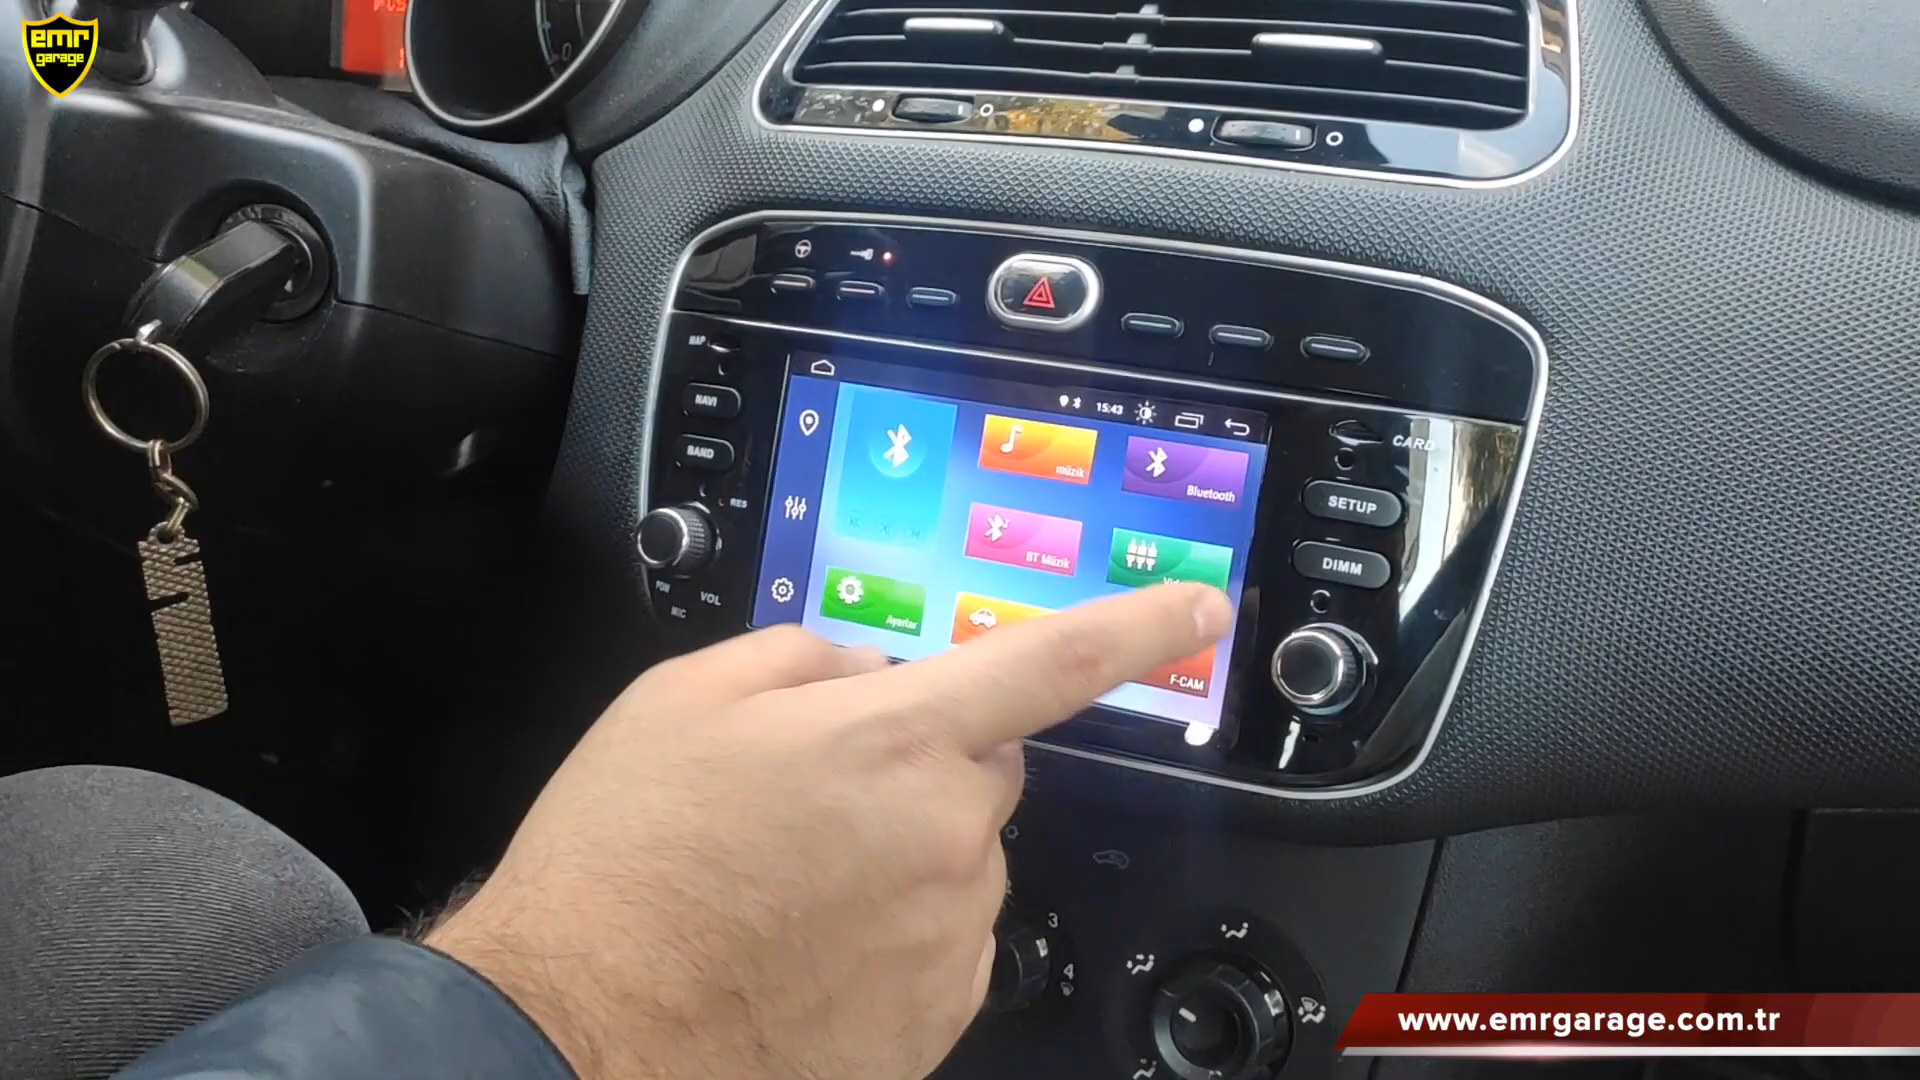 emr
garage
MAP
NAVI
BAND
RES
VOL
MIC
15:43
müzik
Bluetooth
BT Müzik
Ayarlar
F-CAM
CARD
SETUP
DIMM
3
4
0
www.emrgarage.com.tr